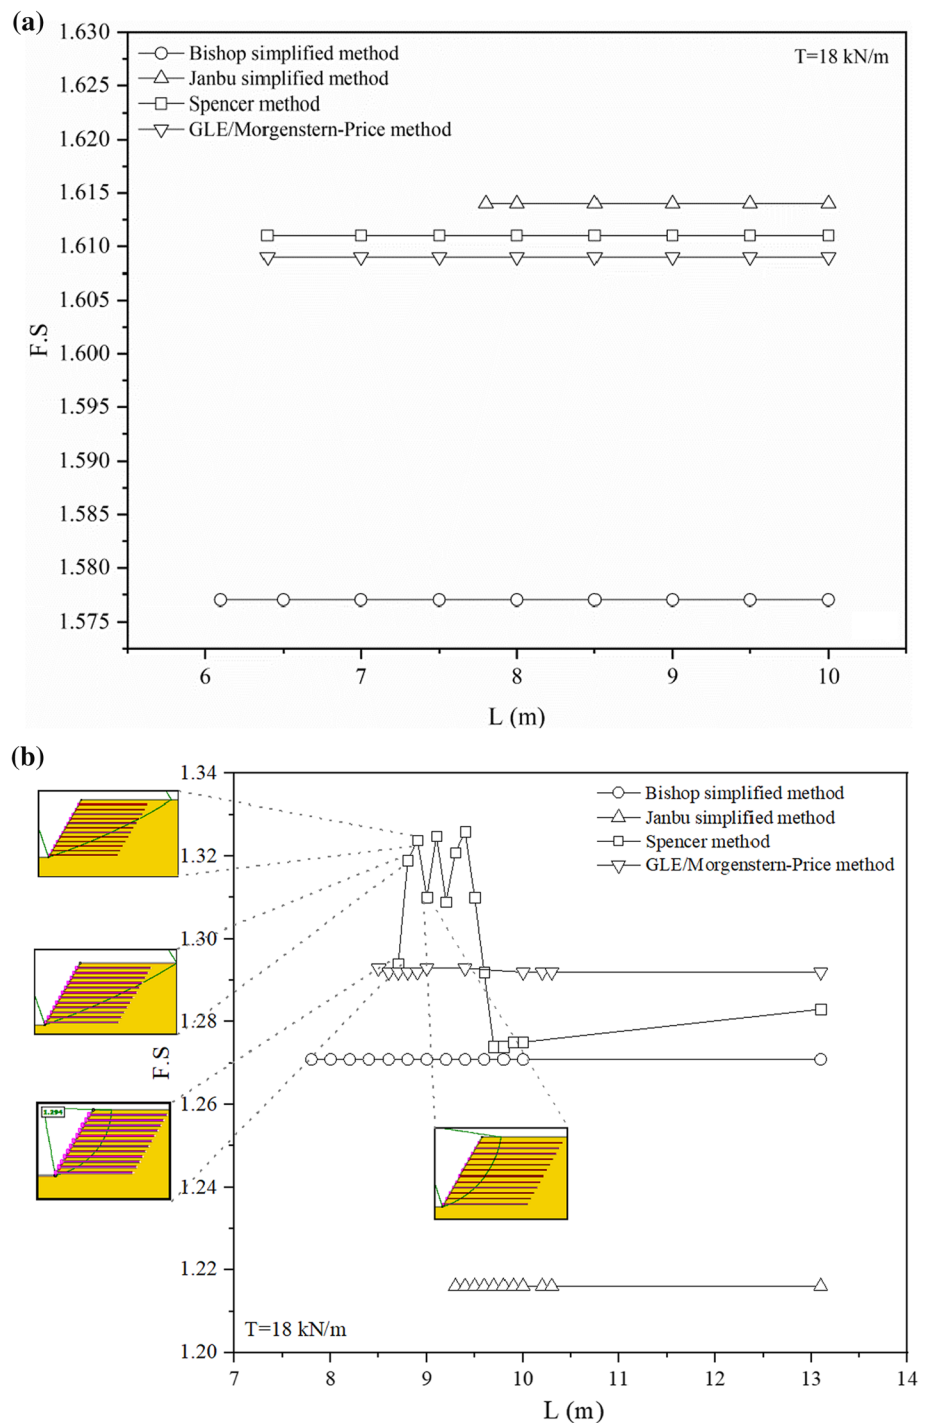 (a)
Bishop simplified method
Janbu simplified method
Spencer method
GLE/Morgenstern-Price method
T=18 kN/m
1.630
1.625
1.620
1.615
1.610
1.605
1.600
1.595
1.590
1.585
1.580
1.575
F.S
6 7 8 9 10
L (m)
(b)
Bishop simplified method
Janbu simplified method
Spencer method
GLE/Morgenstern-Price method
1.34
1.32
1.30
1.28
1.26
1.24
1.22
1.20
F.S
1.294
T=18 kN/m
7 8 9 10 11 12 13 14
L (m)